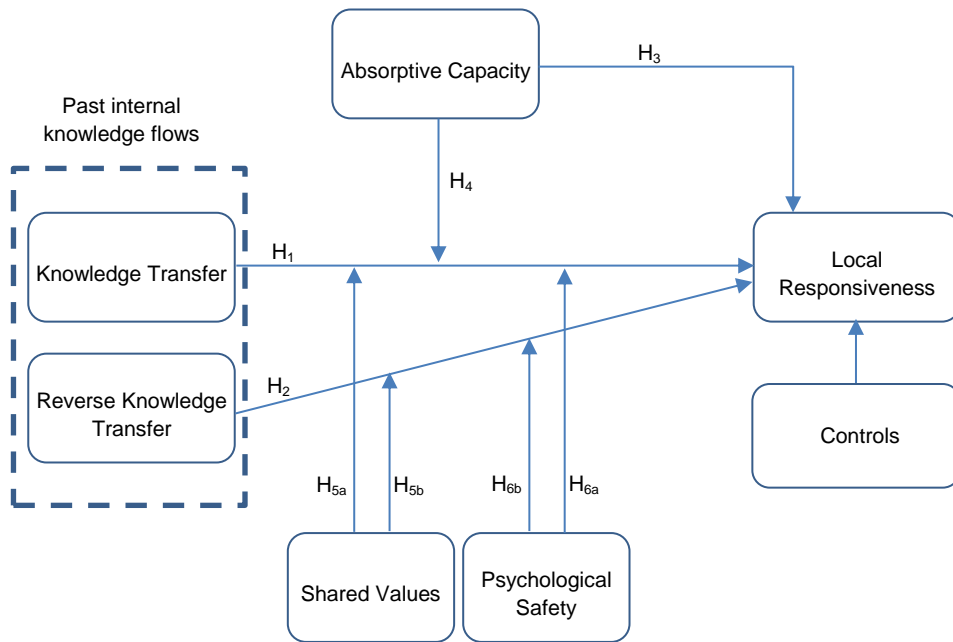 Absorptive Capacity
H3
Past internal
knowledge flows
H4
Knowledge Transfer
H1
Local
Responsiveness
Reverse Knowledge
Transfer
H2
Controls
H5a
H5b
H6b
H6a
Shared Values
Psychological
Safety